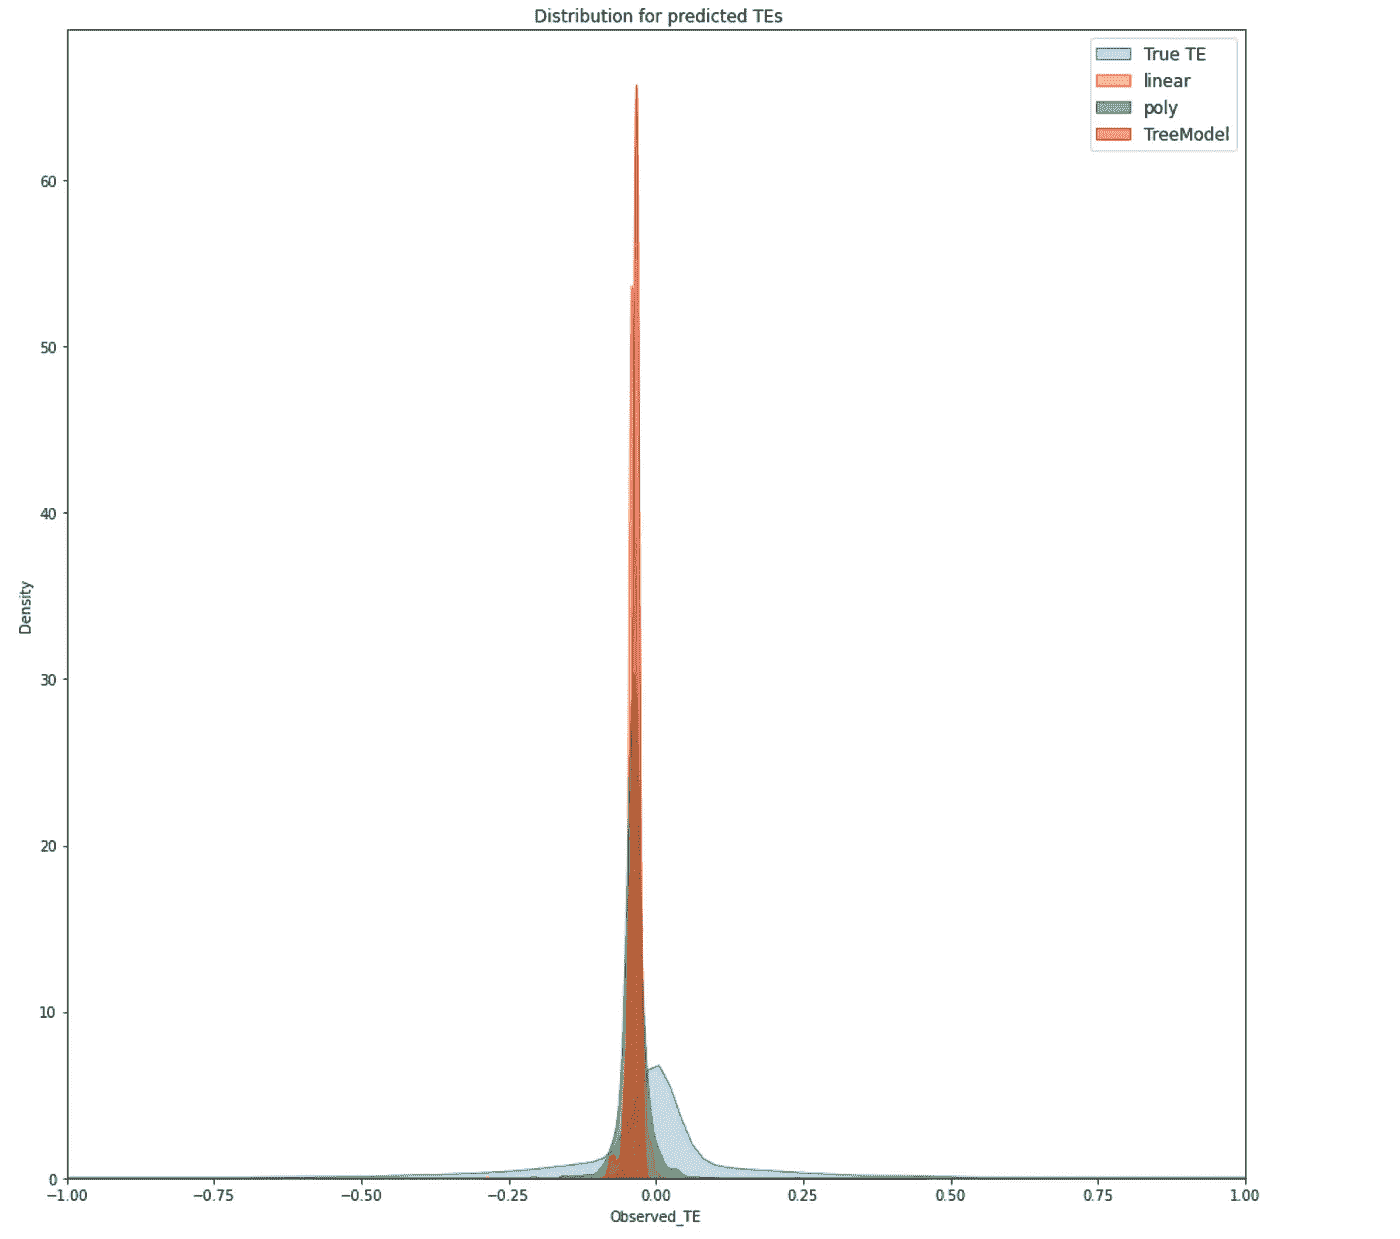 Distribution for predicted TEs
True TE
linear
poly
TreeModel
60
50
40
30
20
10
0
Density
−1.00 −0.75 −0.50 −0.25 0.00 0.25 0.50 0.75 1.00
Observed_TE